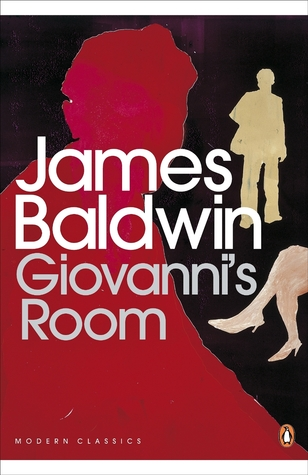 James
Baldwin
Giovanni's
Room
MODERN CLASSICS